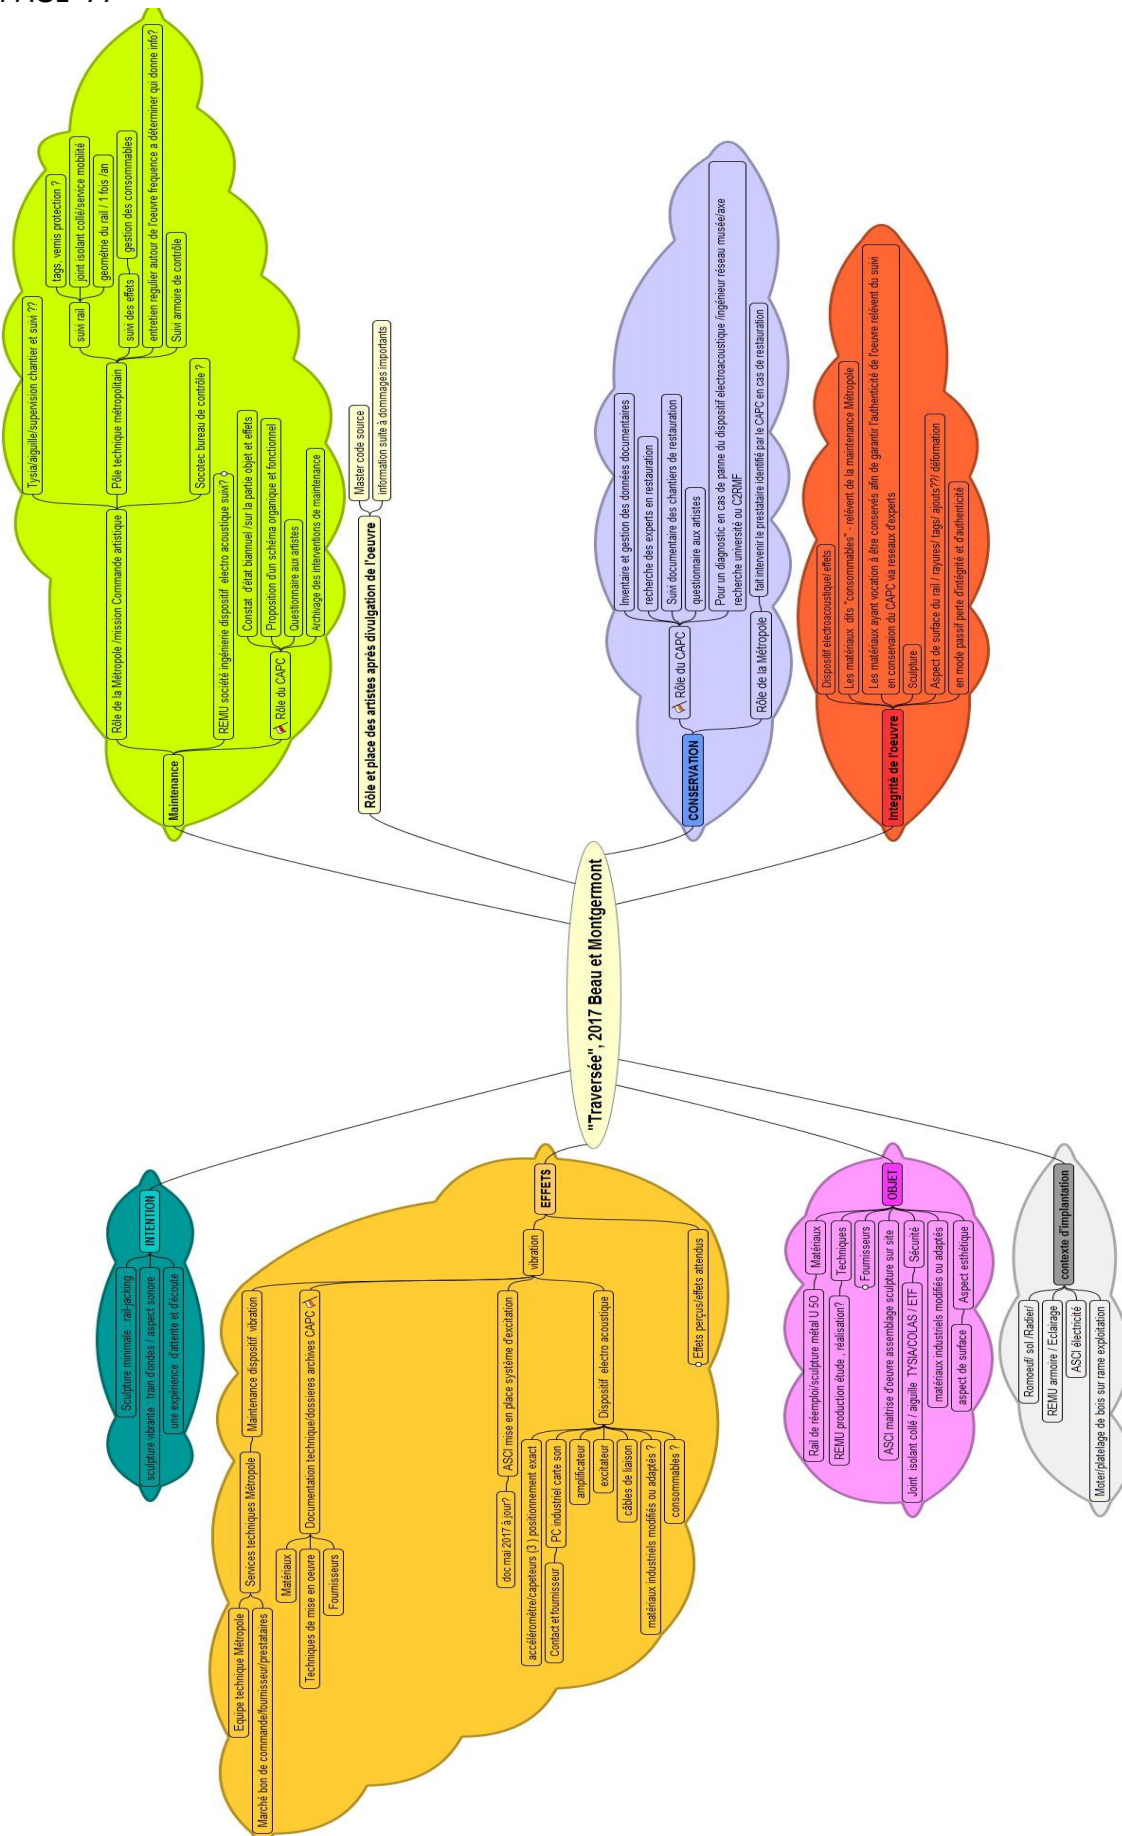 PAGE 77
"Traversée", 2017 Beau et Montgermont
INTENTION
Sculpture minimale : rail-jacking
sculpture vibrante : train d'ondes / aspect sonore
une expérience d'attente et d'écoute
EFFETS
vibration
Maintenance dispositif vibration
Services techniques Métropole
Equipe technique Métropole
Marché bon de commande/fournisseur/prestataires
Documentation technique/dossieres archives CAPC
Matériaux
Techniques de mise en oeuvre
Fournisseurs
ASCI mise en place système d'excitation
doc mai 2017 à jour?
Dispositif electro acoustique
accéléromètre/capeteurs (3 ) positionnement exact
PC industriel carte son
Contact et fournisseur
amplificateur
excitateur
câbles de liaison
matériaux industriels modifiés ou adaptés ?
consommables ?
Effets perçus/effets attendus
OBJET
Matériaux
Rail de réemploi/sculpture métal U 50
Techniques
REMU production étude , réalisation?
Fournisseurs
ASCI maitrise d'oeuvre assemblage sculpture sur site
Sécurité
Joint isolant collé / aiguille TYSIA/COLAS / ETF
matériaux industriels modifiés ou adaptés
Aspect esthétique
aspect de surface
contexte d'implantation
Romoeuf/ sol /Radier/
REMU armoire / Eclairage
ASCI électricité
Moter/platelage de bois sur rame exploitation
Maintenance
Rôle de la Métropole /mission Commande artistique
Tysia/aiguille/supervision chantier et suivi ??
Pôle technique métropolitain
suivi rail
tags, vernis protection ?
joint isolant collé/service mobilité
geométrie du rail / 1 fois /an
suivi des effets
gestion des consommables
entretien regulier autour de l'oeuvre frequence a déterminer qui donne info?
Suivi armoire de contrôle
Socotec bureau de contrôle ?
REMU société ingénierie dispositif electro acoustique suivi?
Rôle du CAPC
Constat d'état biannuel /sur la partie objet et effets
Proposition d'un schéma organique et fonctionnel
Questionnaire aux artistes
Archivage des interventions de maintenance
Rôle et place des artistes après divulgation de l'oeuvre
Master code source
information suite à dommages importants
CONSERVATION
Rôle du CAPC
Inventaire et gestion des données documentaires
recherche des experts en restauration
Suivi documentaire des chantiers de restauration
questionnaire aux artistes
Pour un diagnostic en cas de panne du dispositif electroacoustique /ingénieur réseau musée/axe
recherche université ou C2RMF
Rôle de la Métropole
fait intervenir le prestataire identifié par le CAPC en cas de restauration
Integrité de l'oeuvre
Dispositif electroacoustique/ effets
Les matériaux dits "consommables" - relèvent de la maintenance Métropole
Les matériaux ayant vocation à être conservés afin de garantir l'authenticité de l'oeuvre relèvent du suivi
en conservaion du CAPC via reseaux d'experts
Sculpture
Aspect de surface du rail / rayures/ tags/ ajouts??/ déformation
en mode passif perte d'intégrité et d'authenticité